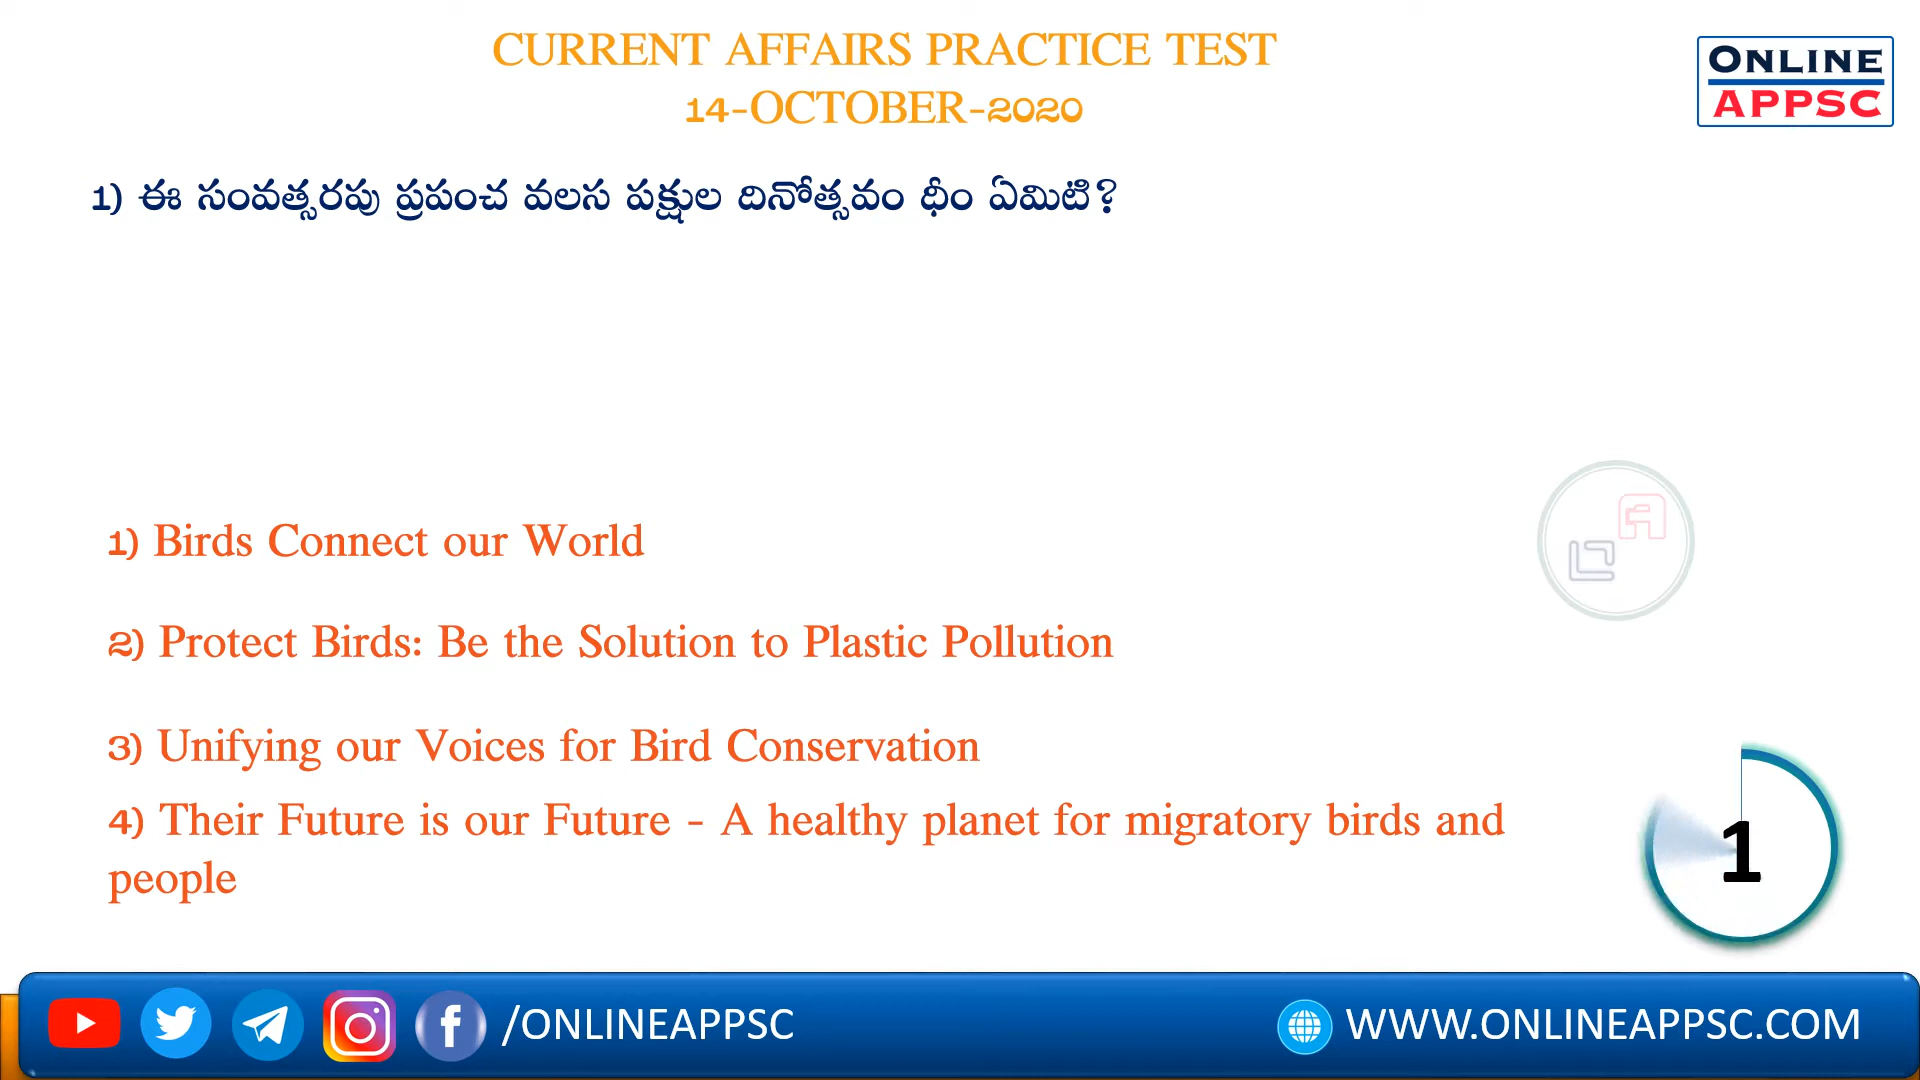 CURRENT AFFAIRS PRACTICE TEST
14-OCTOBER-2020
ONLINE
APPSC
1) ఈ సంవత్సరపు ప్రపంచ వలస పక్షుల దినోత్సవం థీం ఏమిటి?
1) Birds Connect our World
2) Protect Birds: Be the Solution to Plastic Pollution
3) Unifying our Voices for Bird Conservation
4) Their Future is our Future - A healthy planet for migratory birds and
people
1
/ONLINEAPPSC
WWW.ONLINEAPPSC.COM